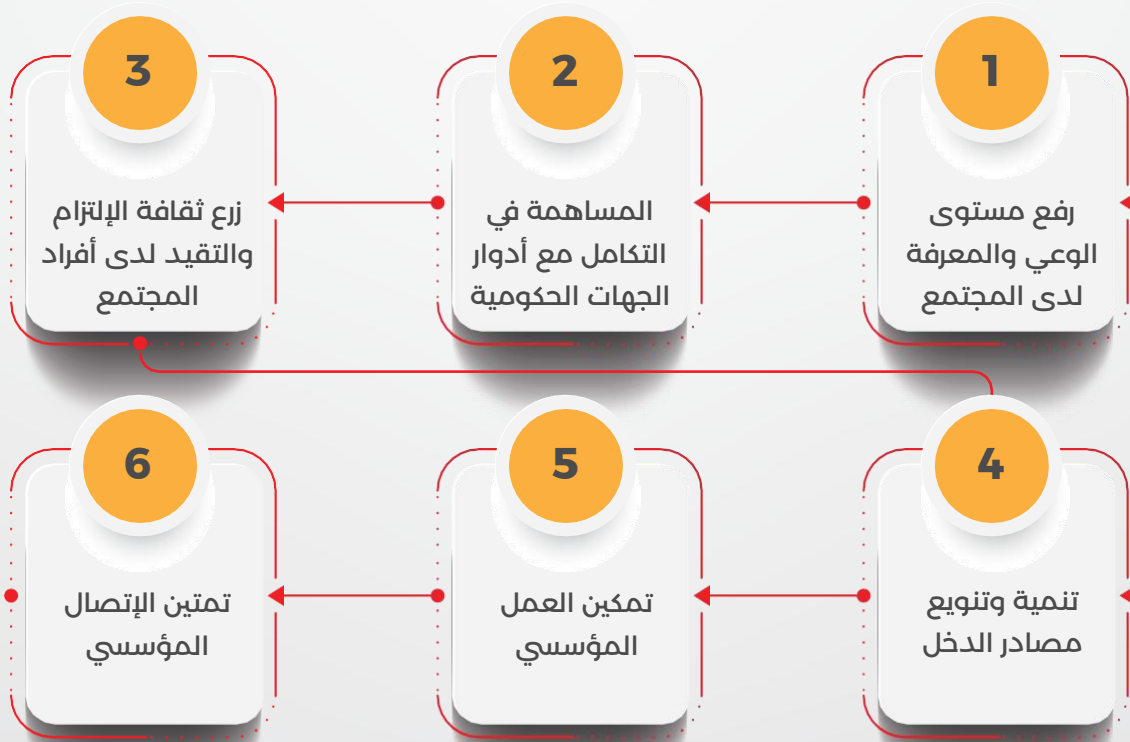 1
رفع مستوى
الوعي والمعرفة
لدى المجتمع
2
المساهمة في
التكامل مع أدوار
الجهات الحكومية
3
زرع ثقافة الإلتزام
والتقيد لدى أفراد
المجتمع
4
تنمية وتنويع
مصادر الدخل
5
تمكين العمل
المؤسسي
6
تمتين الإتصال
المؤسسي